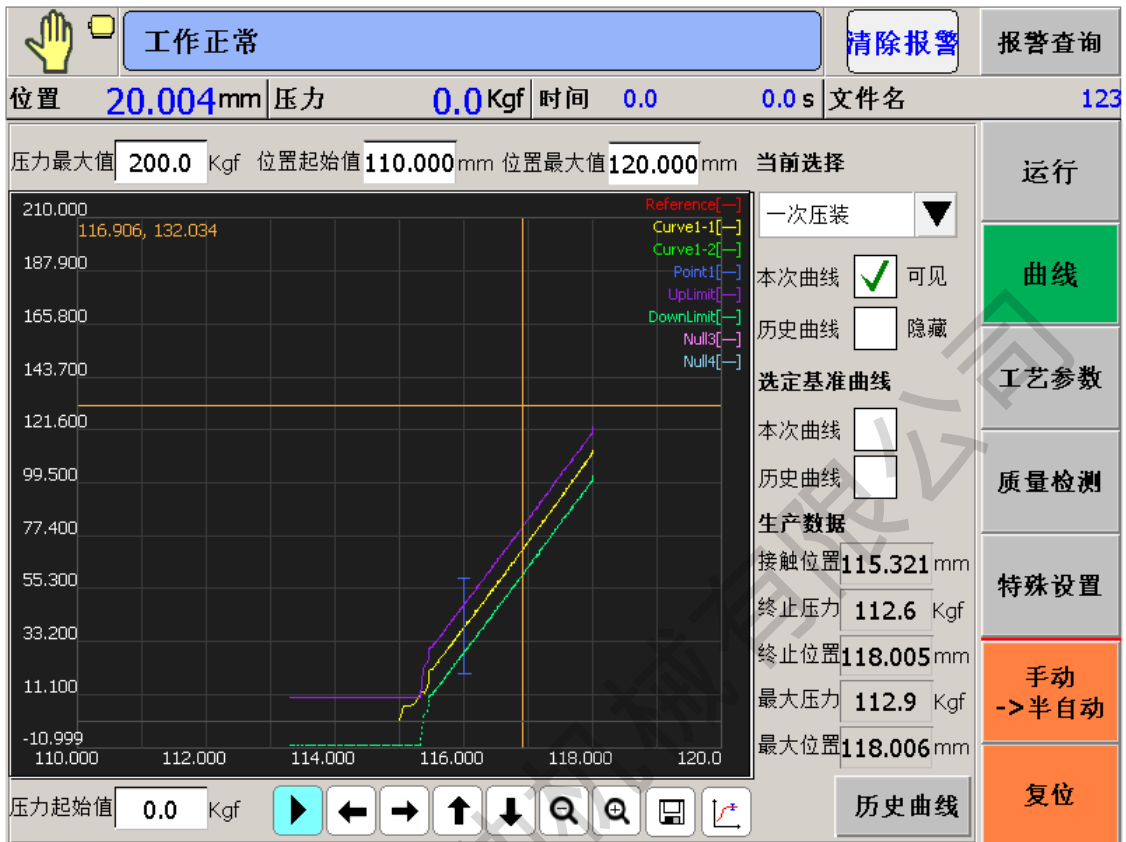 工作正常 清除报警 报警查询
位置 20.004 mm 压力 0.0 Kgf 时间 0.0 0.0 s 文件名 123
压力最大值 200.0 Kgf 位置起始值 110.000 mm 位置最大值 120.000 mm 当前选择
运行
210.000
116.906, 132.034
187.900
165.800
143.700
121.600
99.500
77.400
55.300
33.200
11.100
-10.999
110.000 112.000 114.000 116.000 118.000 120.0
Reference[—]
Curve1-1[—]
Curve1-2[—]
Point1[—]
UpLimit[—]
DownLimit[—]
Null3[—]
Null4[—]
一次压装
本次曲线 可见
历史曲线 隐藏
选定基准曲线
本次曲线
历史曲线
生产数据
接触位置 115.321 mm
终止压力 112.6 Kgf
终止位置 118.005 mm
最大压力 112.9 Kgf
最大位置 118.006 mm
历史曲线
曲线
工艺参数
质量检测
特殊设置
手动
->半自动
复位
压力起始值 0.0 Kgf